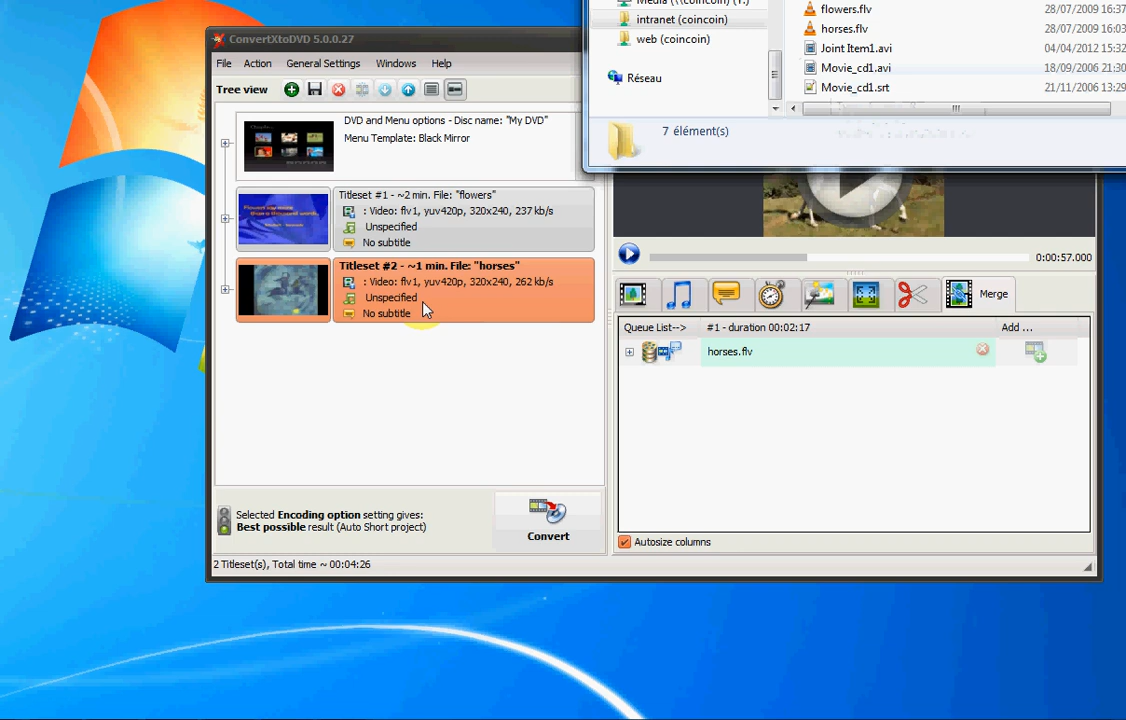 ConvertXtoDVD 5.0.0.27
File Action General Settings Windows Help
Tree view
DVD and Menu options - Disc name: "My DVD"
Menu Template: Black Mirror
Titleset #1 - ~2 min. File: "flowers"
: Video: flv1, yuv420p, 320x240, 237 kb/s
Unspecified
No subtitle
Titleset #2 - ~1 min. File: "horses"
: Video: flv1, yuv420p, 320x240, 262 kb/s
Unspecified
No subtitle
Selected Encoding option setting gives:
Best possible result (Auto Short project)
Convert
2 Titleset(s), Total time ~ 00:04:26
Media (\\coincoin) (Y:)
intranet (coincoin)
web (coincoin)
Réseau
flowers.flv 28/07/2009 16:37
horses.flv 28/07/2009 16:03
Joint Item1.avi 04/04/2012 15:32
Movie_cd1.avi 18/09/2006 21:30
Movie_cd1.srt 21/11/2006 13:29
7 élément(s)
0:00:57.000
Merge
Queue List--> #1 - duration 00:02:17 Add ...
horses.flv
Autosize columns